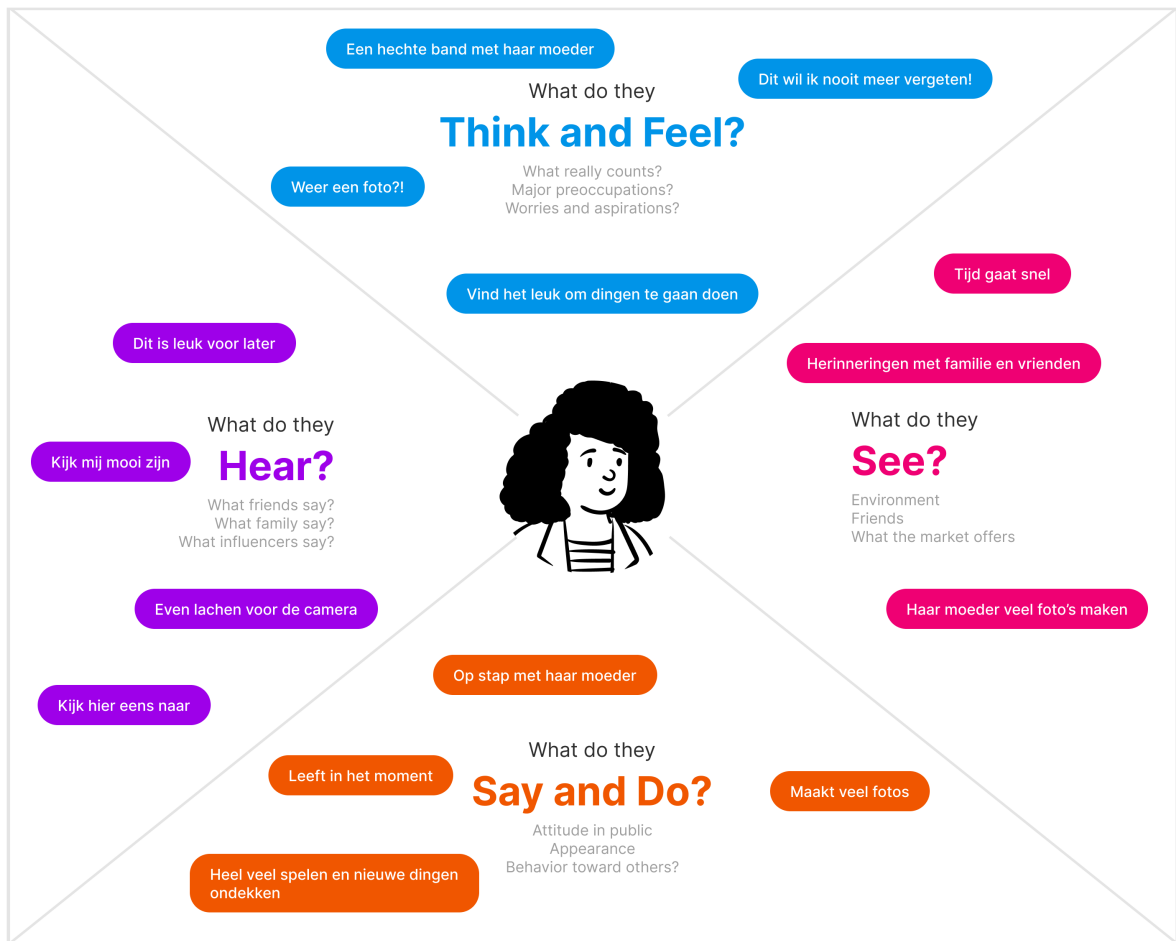 Een hechte band met haar moeder
Dit wil ik nooit meer vergeten!
What do they
Think and Feel?
What really counts?
Major preoccupations?
Worries and aspirations?
Weer een foto?!
Vind het leuk om dingen te gaan doen
Dit is leuk voor later
What do they
Hear?
Kijk mij mooi zijn
What friends say?
What family say?
What influencers say?
Even lachen voor de camera
Kijk hier eens naar
Tijd gaat snel
Herinneringen met familie en vrienden
What do they
See?
Environment
Friends
What the market offers
Haar moeder veel foto’s maken
Op stap met haar moeder
What do they
Say and Do?
Leeft in het moment
Maakt veel fotos
Attitude in public
Appearance
Behavior toward others?
Heel veel spelen en nieuwe dingen
ondekken